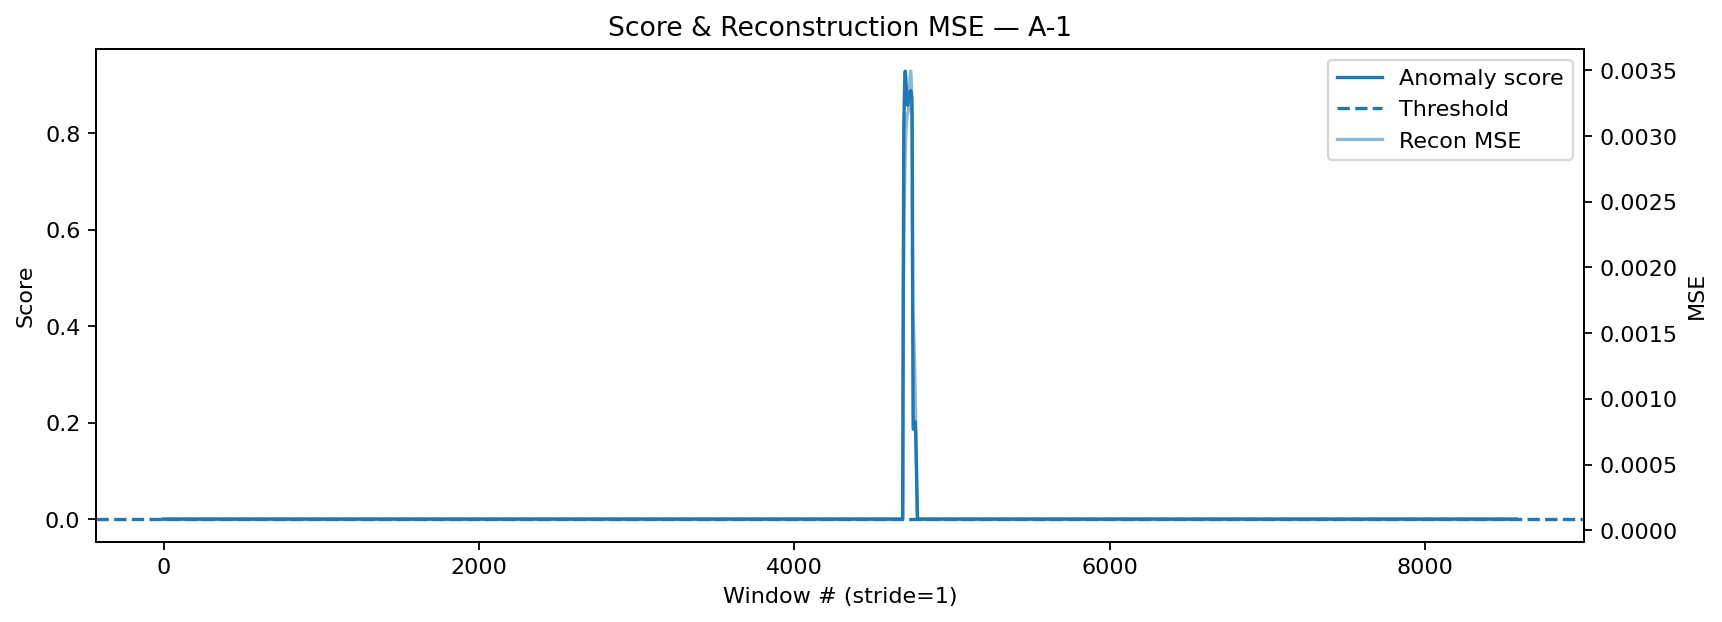 Score & Reconstruction MSE — A-1
Anomaly score
Threshold
Recon MSE
Score
0.8
0.6
0.4
0.2
0.0
0.0035
0.0030
0.0025
0.0020
0.0015
0.0010
0.0005
0.0000
MSE
0 2000 4000 6000 8000
Window # (stride=1)